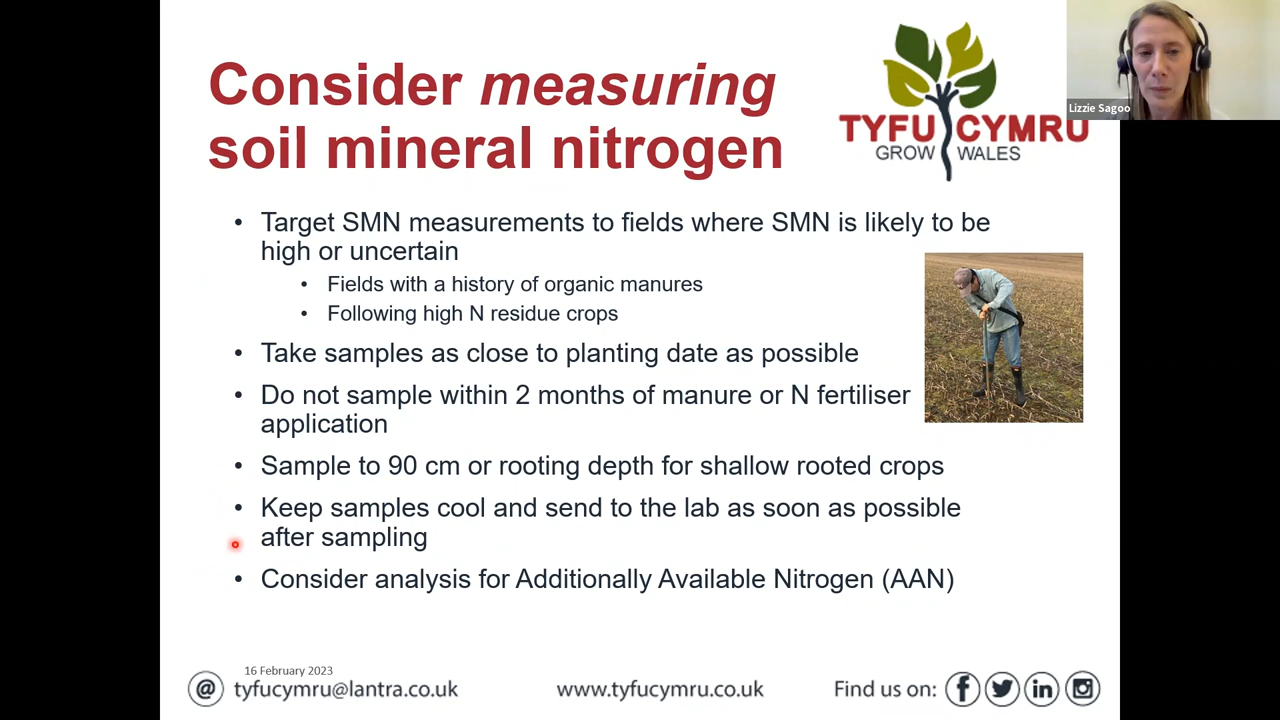 Consider measuring
soil mineral nitrogen
TYFU CYMRU
GROW WALES
Lizzie Sagoo
• Target SMN measurements to fields where SMN is likely to be
high or uncertain
• Fields with a history of organic manures
• Following high N residue crops
• Take samples as close to planting date as possible
• Do not sample within 2 months of manure or N fertiliser
application
• Sample to 90 cm or rooting depth for shallow rooted crops
• Keep samples cool and send to the lab as soon as possible
after sampling
• Consider analysis for Additionally Available Nitrogen (AAN)
16 February 2023
@ tyfucymru@lantra.co.uk
www.tyfucymru.co.uk
Find us on: